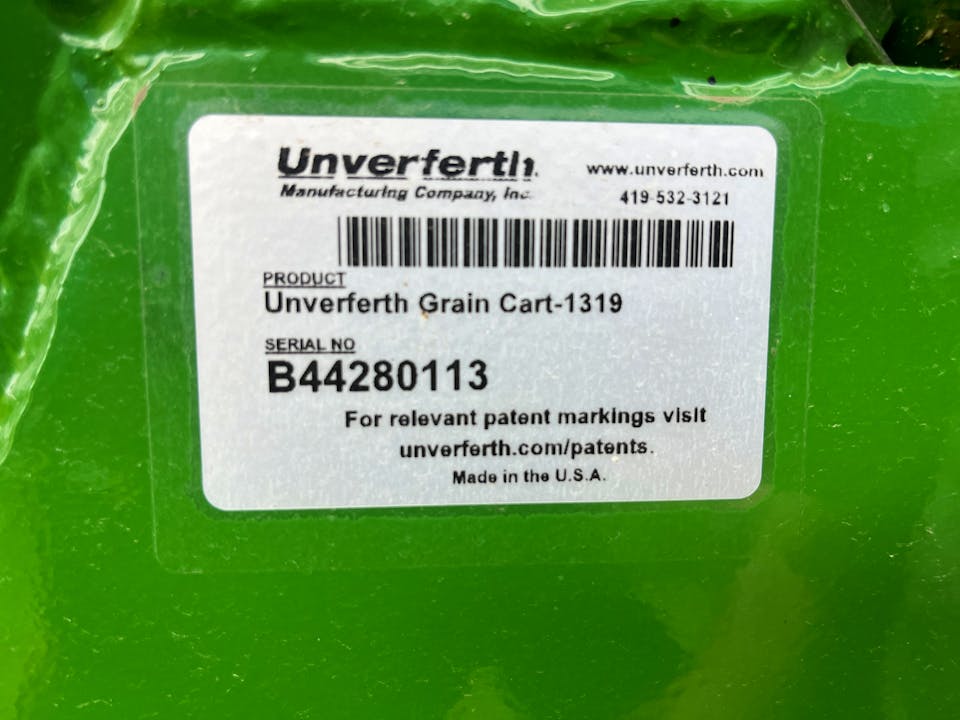 Unverferth
Manufacturing Company, Inc.
www.unverferth.com
419-532-3121
PRODUCT
Unverferth Grain Cart-1319
SERIAL NO
B44280113
For relevant patent markings visit
unverferth.com/patents.
Made in the U.S.A.